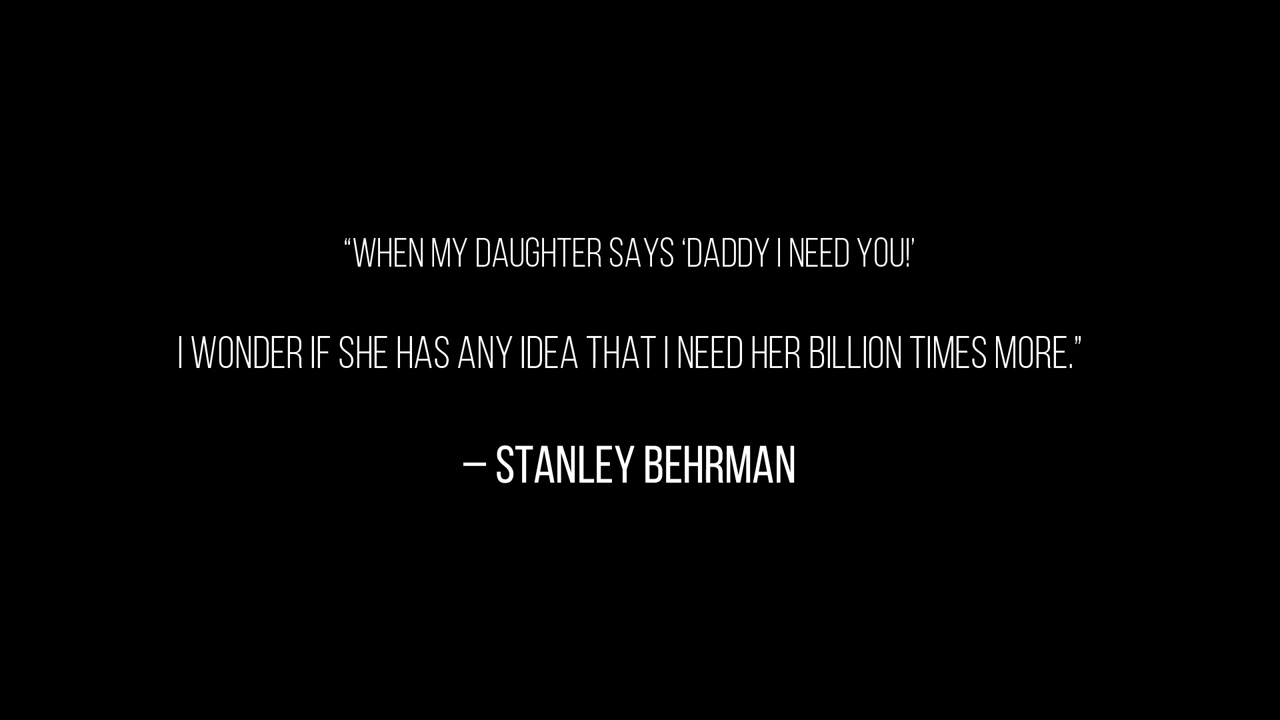 “WHEN MY DAUGHTER SAYS ‘DADDY I NEED YOU!’
I WONDER IF SHE HAS ANY IDEA THAT I NEED HER BILLION TIMES MORE.”
– STANLEY BEHRMAN